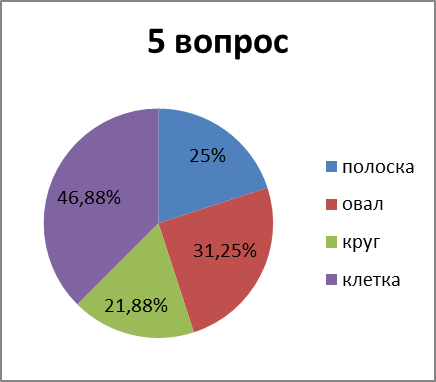 5 вопрос
25%
31,25%
21,88%
46,88%
полоска
овал
круг
клетка